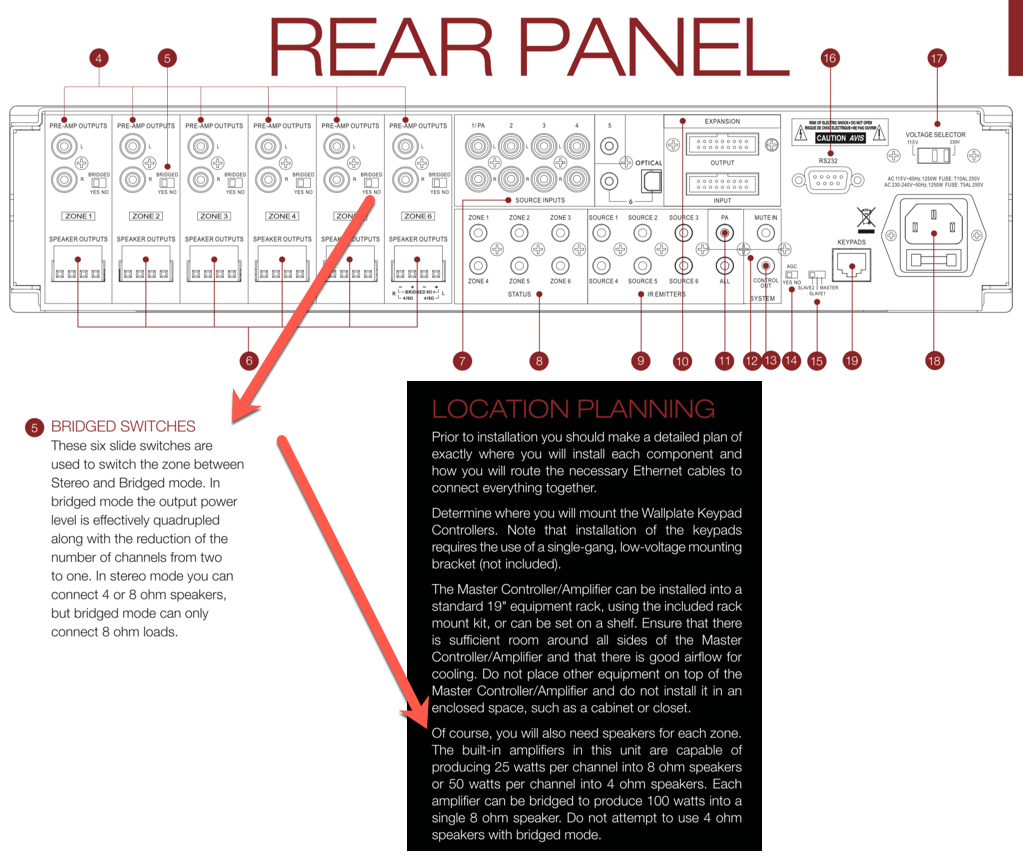 REAR PANEL
4 5 16 17
PRE-AMP OUTPUTS PRE-AMP OUTPUTS PRE-AMP OUTPUTS PRE-AMP OUTPUTS PRE-AMP OUTPUTS PRE-AMP OUTPUTS
L L L L L L
R R R R R R
BRIDGED BRIDGED BRIDGED BRIDGED BRIDGED BRIDGED
YES NO YES NO YES NO YES NO YES NO YES NO
ZONE 1 ZONE 2 ZONE 3 ZONE 4 ZONE 6
SPEAKER OUTPUTS SPEAKER OUTPUTS SPEAKER OUTPUTS SPEAKER OUTPUTS SPEAKER OUTPUTS SPEAKER OUTPUTS
R − + − + L
1/ PA 2 3 4 5
L
R
OPTICAL
6
SOURCE INPUTS
EXPANSION
OUTPUT
INPUT
RISK OF ELECTRIC SHOCK DO NOT OPEN
RISQUE DE CHOC ELECTRIQUE NE PAS OUVRIR
CAUTION AVIS
RS232
VOLTAGE SELECTOR
115V 230V
AC 115V~60Hz, 1250W FUSE: T10AL 250V
AC 230-240V~50Hz, 1250W FUSE: T5AL 250V
ZONE 1 ZONE 2 ZONE 3
ZONE 4 ZONE 5 ZONE 6
STATUS
SOURCE 1 SOURCE 2 SOURCE 3
SOURCE 4 SOURCE 5 SOURCE 6
IR EMITTERS
PA
ALL
MUTE IN
CONTROL
OUT
SYSTEM
AGC
YES NO
SLAVE2 MASTER
SLAVE1
KEYPADS
6 7 8 9 10 11 12 13 14 15 19 18
5 BRIDGED SWITCHES
These six slide switches are
used to switch the zone between
Stereo and Bridged mode. In
bridged mode the output power
level is effectively quadrupled
along with the reduction of the
number of channels from two
to one. In stereo mode you can
connect 4 or 8 ohm speakers,
but bridged mode can only
connect 8 ohm loads.
LOCATION PLANNING
Prior to installation you should make a detailed plan of
exactly where you will install each component and
how you will route the necessary Ethernet cables to
connect everything together.
Determine where you will mount the Wallplate Keypad
Controllers. Note that installation of the keypads
requires the use of a single-gang, low-voltage mounting
bracket (not included).
The Master Controller/Amplifier can be installed into a
standard 19" equipment rack, using the included rack
mount kit, or can be set on a shelf. Ensure that there
is sufficient room around all sides of the Master
Controller/Amplifier and that there is good airflow for
cooling. Do not place other equipment on top of the
Master Controller/Amplifier and do not install it in an
enclosed space, such as a cabinet or closet.
Of course, you will also need speakers for each zone.
The built-in amplifiers in this unit are capable of
producing 25 watts per channel into 8 ohm speakers
or 50 watts per channel into 4 ohm speakers. Each
amplifier can be bridged to produce 100 watts into a
single 8 ohm speaker. Do not attempt to use 4 ohm
speakers with bridged mode.